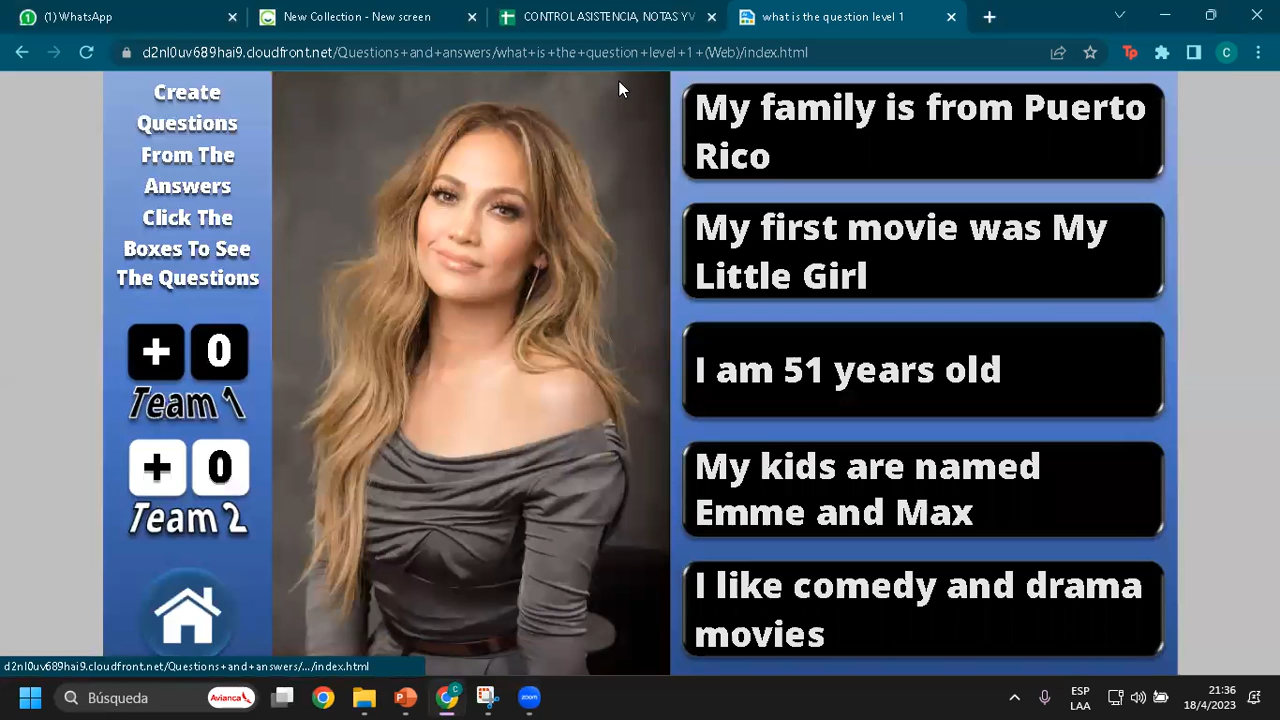 (1) WhatsApp
New Collection - New screen
CONTROL ASISTENCIA, NOTAS YV
what is the question level 1
d2nl0uv689hai9.cloudfront.net/Questions+and+answers/what+is+the+question+level+1+(Web)/index.html
Tp
C
Create
Questions
From The
Answers
Click The
Boxes To See
The Questions
+ 0
Team 1
+ 0
Team 2
My family is from Puerto
Rico
My first movie was My
Little Girl
I am 51 years old
My kids are named
Emme and Max
I like comedy and drama
movies
d2nl0uv689hai9.cloudfront.net/Questions+and+answers/.../index.html
Búsqueda
Avianca
zoom
ESP
LAA
21:36
18/4/2023